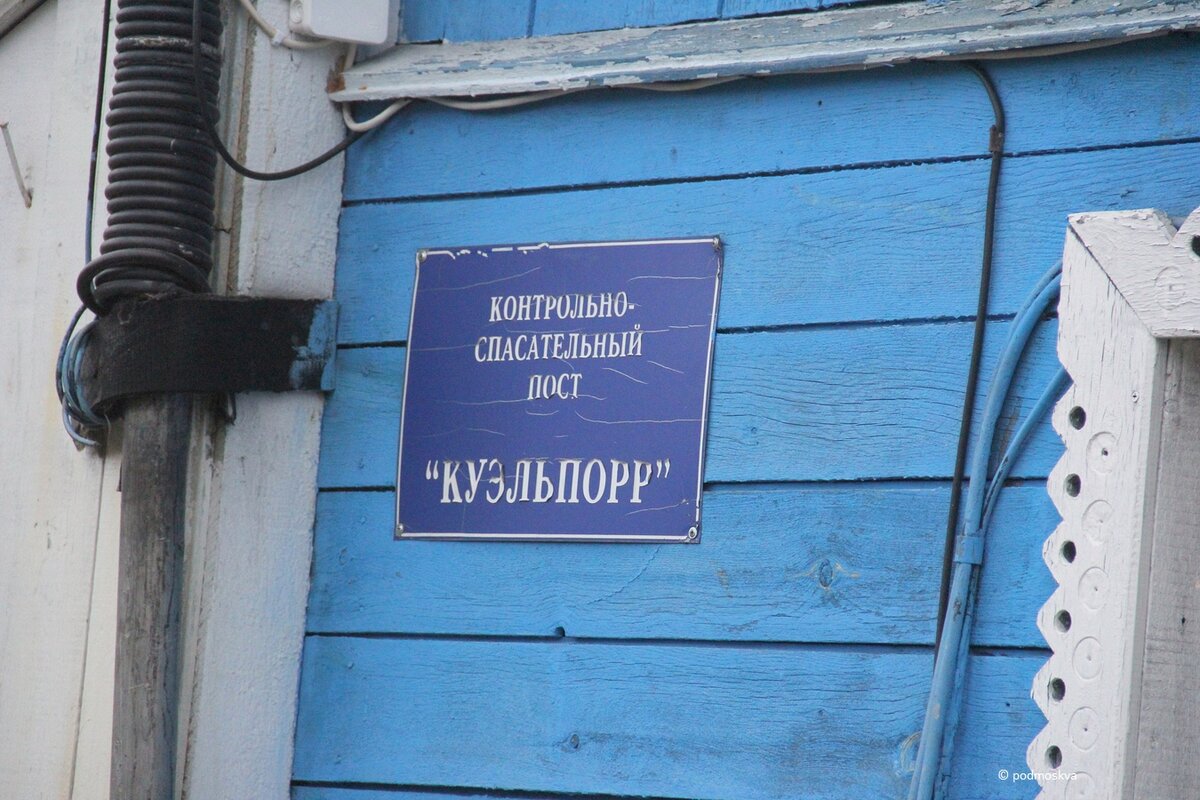 КОНТРОЛЬНО-
СПАСАТЕЛЬНЫЙ
ПОСТ
“КУЭЛЬПОРР”
© podmoskva